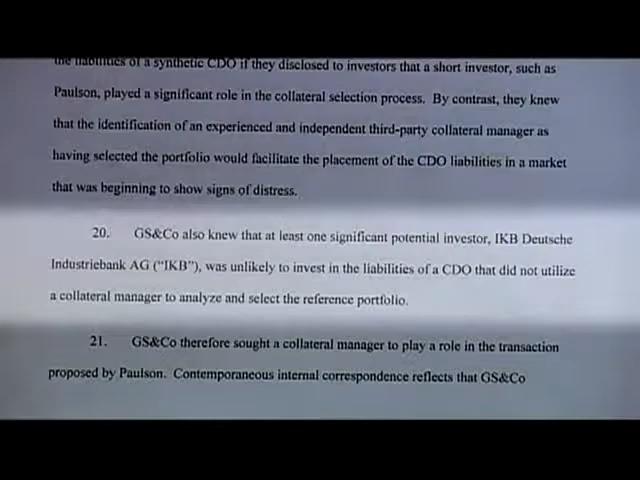 the liabilities of a synthetic CDO if they disclosed to investors that a short investor, such as
Paulson, played a significant role in the collateral selection process. By contrast, they knew
that the identification of an experienced and independent third-party collateral manager as
having selected the portfolio would facilitate the placement of the CDO liabilities in a market
that was beginning to show signs of distress.
20. GS&Co also knew that at least one significant potential investor, IKB Deutsche
Industriebank AG (“IKB”), was unlikely to invest in the liabilities of a CDO that did not utilize
a collateral manager to analyze and select the reference portfolio.
21. GS&Co therefore sought a collateral manager to play a role in the transaction
proposed by Paulson. Contemporaneous internal correspondence reflects that GS&Co